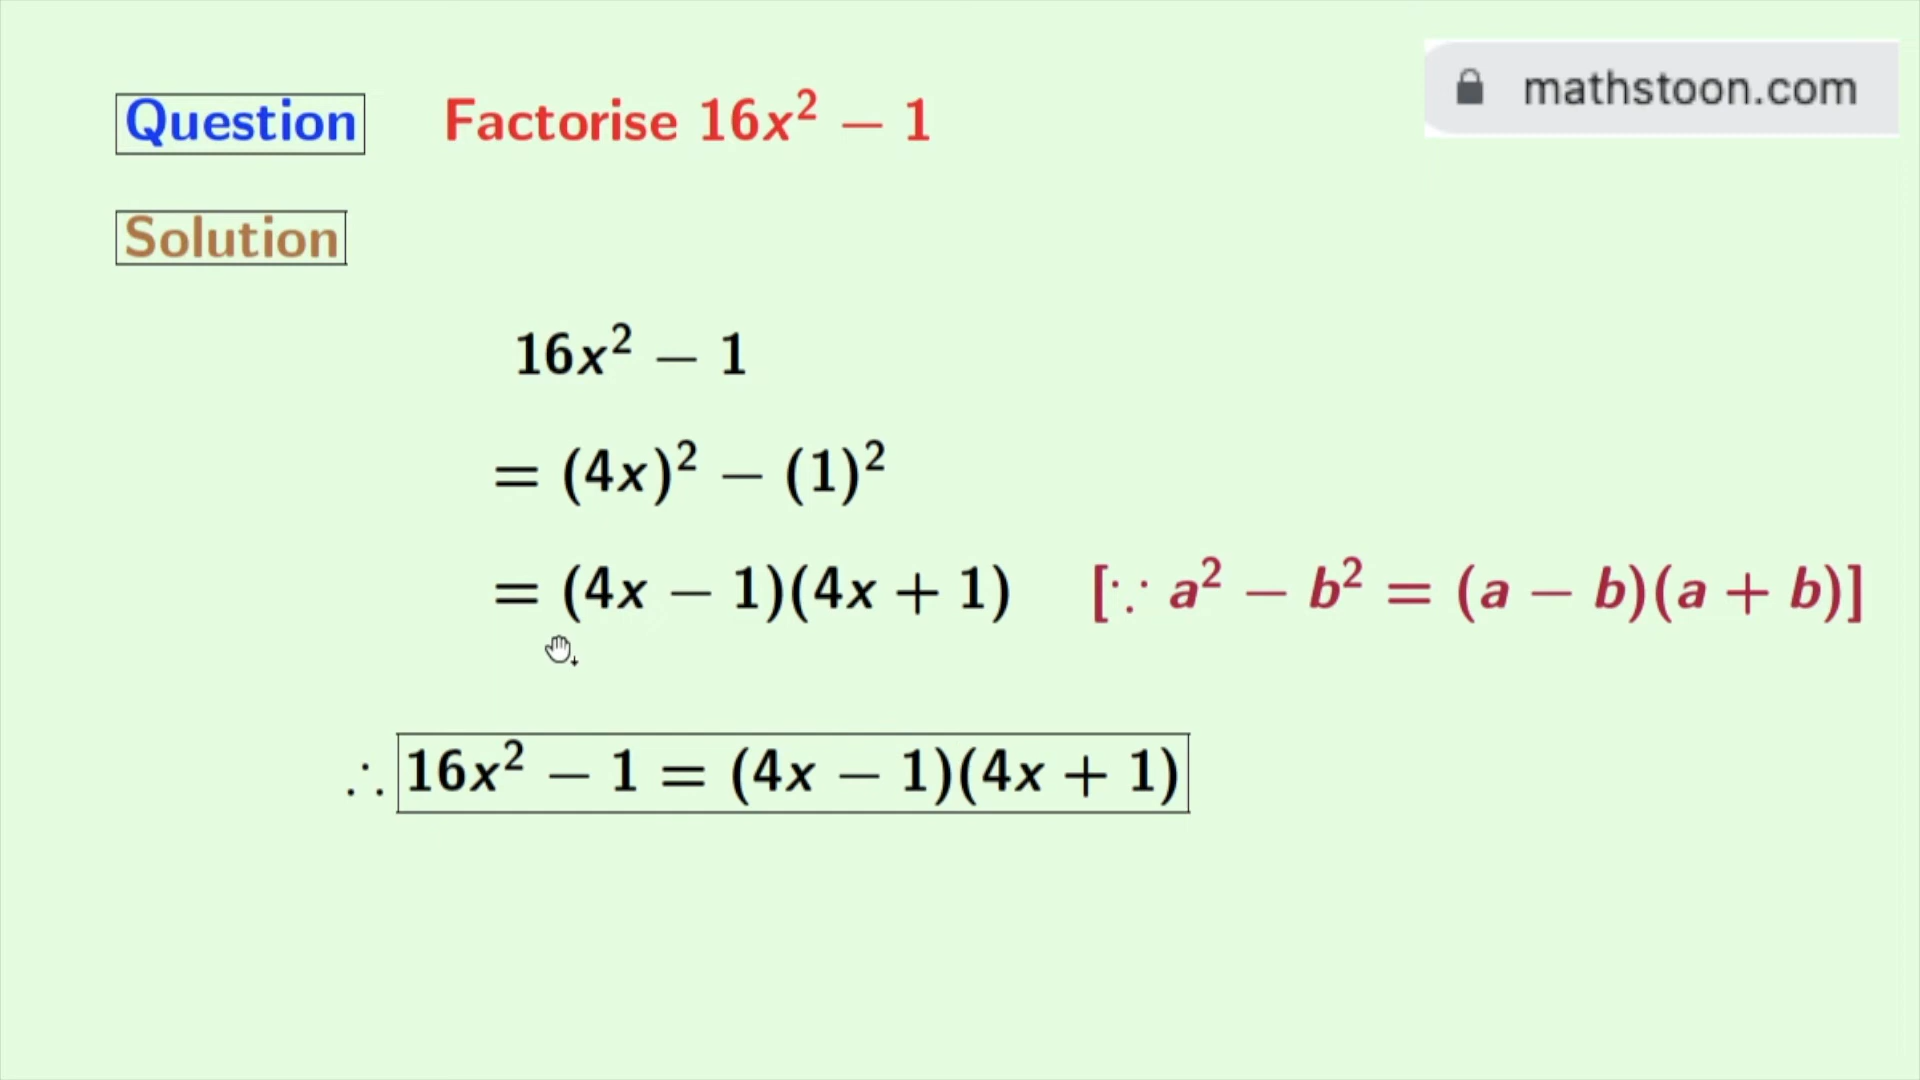 mathstoon.com
Question Factorise 16x² − 1
Solution
16x² − 1
= (4x)² − (1)²
= (4x − 1)(4x + 1) [∵ a² − b² = (a − b)(a + b)]
∴ 16x² − 1 = (4x − 1)(4x + 1)